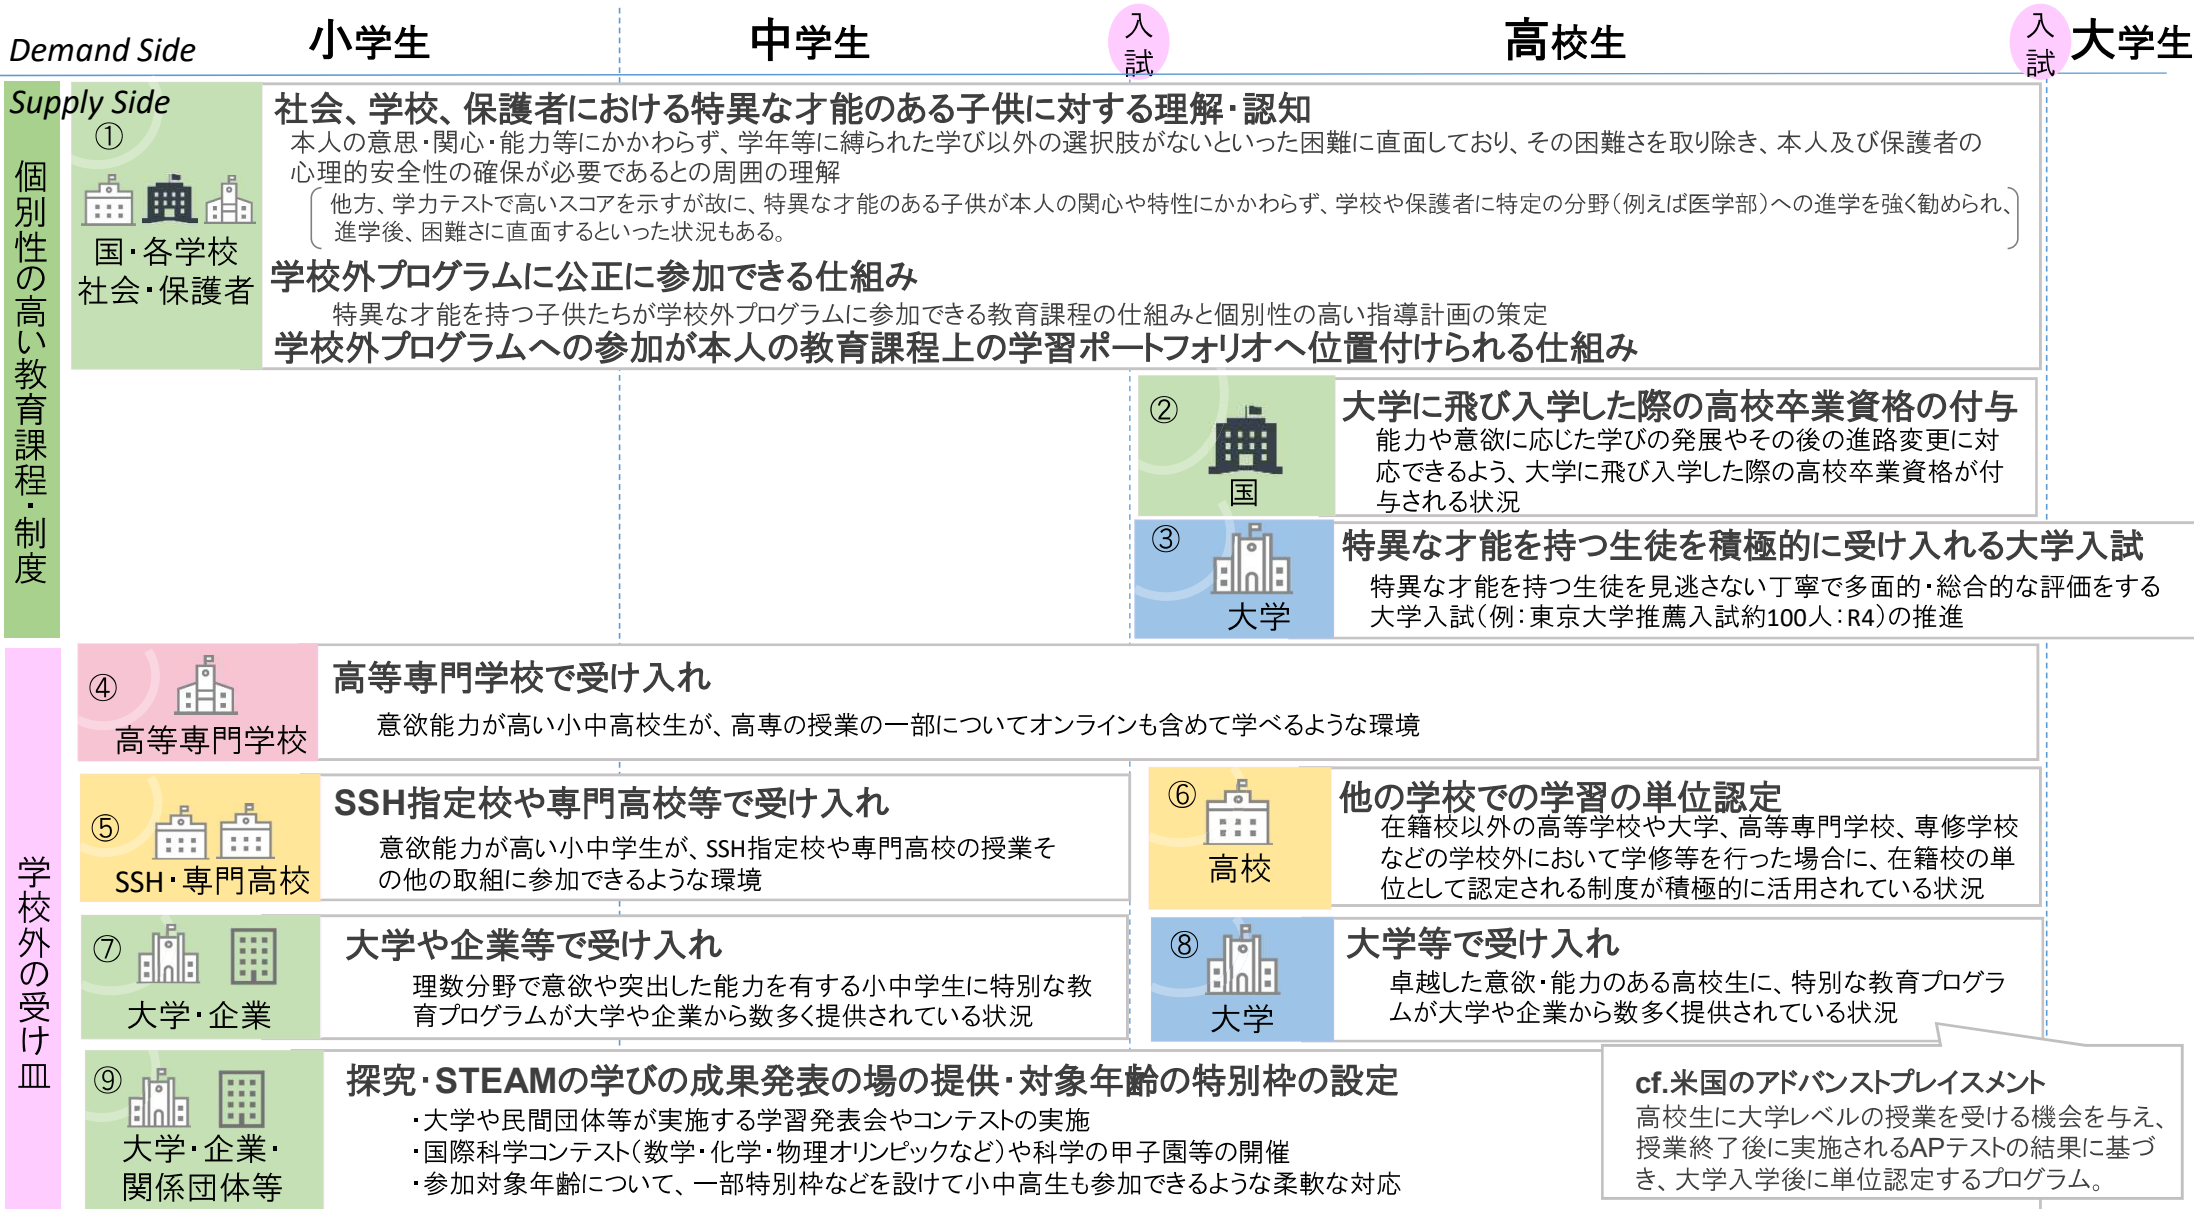 Demand Side
小学生
中学生
入試
高校生
入試
大学生
Supply Side
個別性の高い教育課程・制度
①
国・各学校
社会・保護者
社会、学校、保護者における特異な才能のある子供に対する理解・認知
本人の意思・関心・能力等にかかわらず、学年等に縛られた学び以外の選択肢がないといった困難に直面しており、その困難さを取り除き、本人及び保護者の
心理的安全性の確保が必要であるとの周囲の理解
他方、学力テストで高いスコアを示すが故に、特異な才能のある子供が本人の関心や特性にかかわらず、学校や保護者に特定の分野（例えば医学部）への進学を強く勧められ、
進学後、困難さに直面するといった状況もある。
学校外プログラムに公正に参加できる仕組み
特異な才能を持つ子供たちが学校外プログラムに参加できる教育課程の仕組みと個別性の高い指導計画の策定
学校外プログラムへの参加が本人の教育課程上の学習ポートフォリオへ位置付けられる仕組み
②
国
大学に飛び入学した際の高校卒業資格の付与
能力や意欲に応じた学びの発展やその後の進路変更に対
応できるよう、大学に飛び入学した際の高校卒業資格が付
与される状況
③
大学
特異な才能を持つ生徒を積極的に受け入れる大学入試
特異な才能を持つ生徒を見逃さない丁寧で多面的・総合的な評価をする
大学入試（例：東京大学推薦入試約100人：R4）の推進
学校外の受け皿
④
高等専門学校
高等専門学校で受け入れ
意欲能力が高い小中高校生が、高専の授業の一部についてオンラインも含めて学べるような環境
⑤
SSH・専門高校
SSH指定校や専門高校等で受け入れ
意欲能力が高い小中学生が、SSH指定校や専門高校の授業そ
の他の取組に参加できるような環境
⑥
高校
他の学校での学習の単位認定
在籍校以外の高等学校や大学、高等専門学校、専修学校
などの学校外において学修等を行った場合に、在籍校の単
位として認定される制度が積極的に活用されている状況
⑦
大学・企業
大学や企業等で受け入れ
理数分野で意欲や突出した能力を有する小中学生に特別な教
育プログラムが大学や企業から数多く提供されている状況
⑧
大学
大学等で受け入れ
卓越した意欲・能力のある高校生に、特別な教育プログラ
ムが大学や企業から数多く提供されている状況
⑨
大学・企業・
関係団体等
探究・STEAMの学びの成果発表の場の提供・対象年齢の特別枠の設定
・大学や民間団体等が実施する学習発表会やコンテストの実施
・国際科学コンテスト（数学・化学・物理オリンピックなど）や科学の甲子園等の開催
・参加対象年齢について、一部特別枠などを設けて小中高生も参加できるような柔軟な対応
cf.米国のアドバンストプレイスメント
高校生に大学レベルの授業を受ける機会を与え、
授業終了後に実施されるAPテストの結果に基づ
き、大学入学後に単位認定するプログラム。